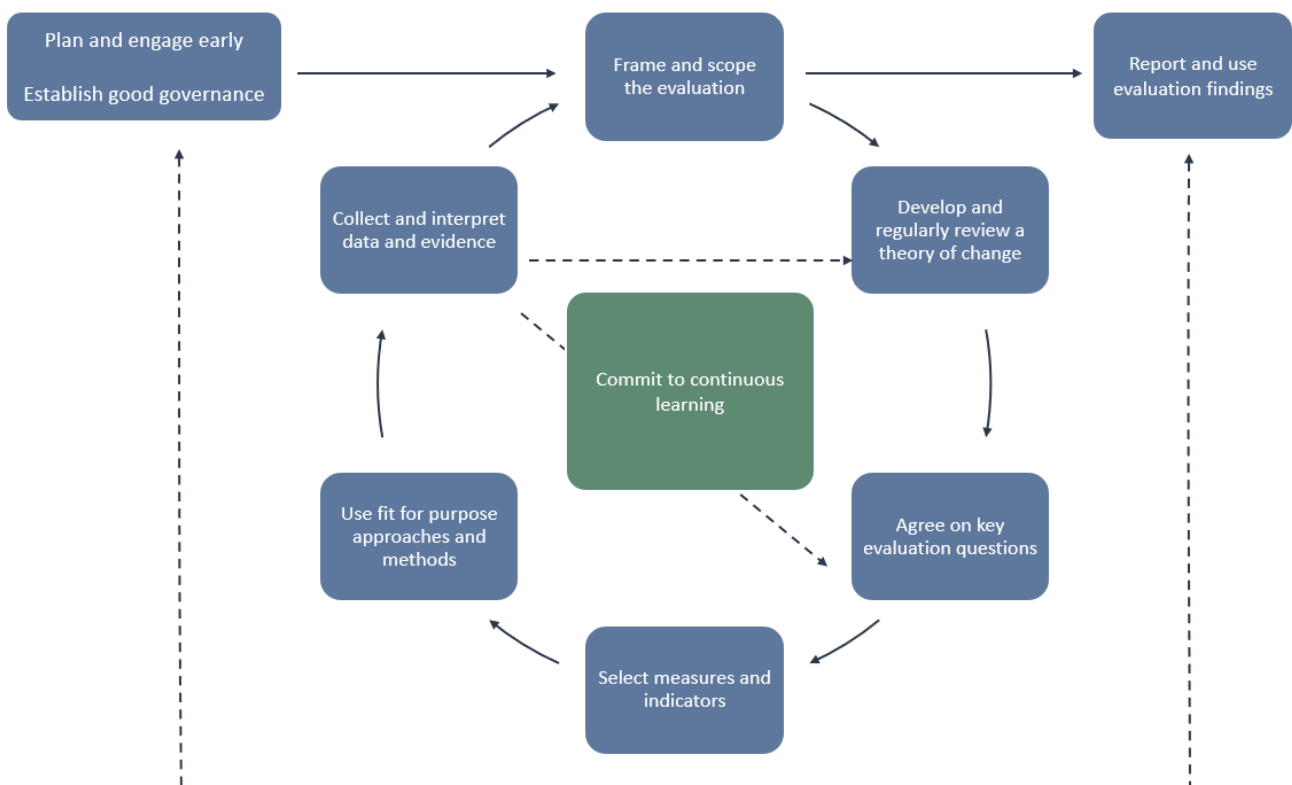 Plan and engage early
Establish good governance
Frame and scope
the evaluation
Report and use
evaluation findings
Collect and interpret
data and evidence
Develop and
regularly review a
theory of change
Commit to continuous
learning
Use fit for purpose
approaches and
methods
Agree on key
evaluation questions
Select measures and
indicators